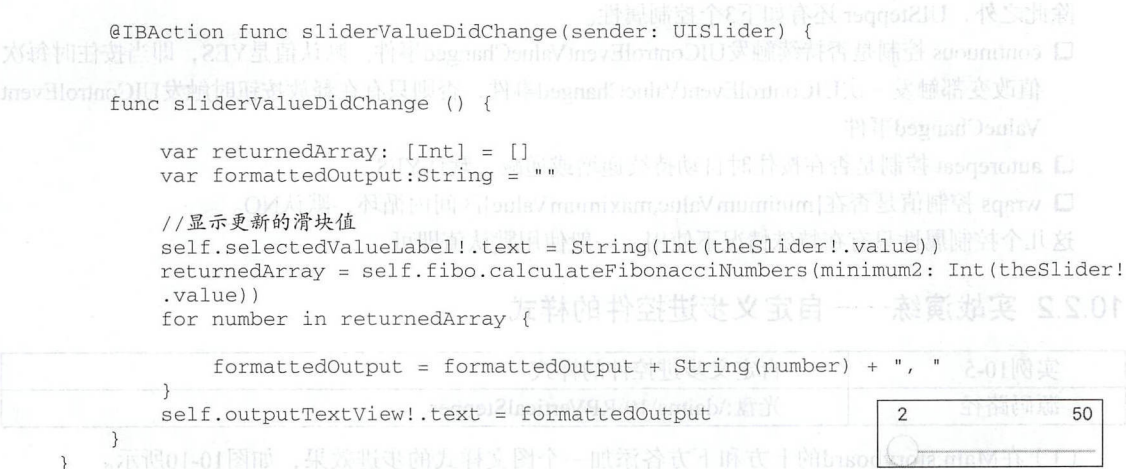 @IBAction func sliderValueDidChange(sender: UISlider) {
func sliderValueDidChange () {
var returnedArray: [Int] = []
var formattedOutput:String = ""
//显示更新的滑块值
self.selectedValueLabel!.text = String(Int(theSlider!.value))
returnedArray = self.fibo.calculateFibonacciNumbers(minimum2: Int(theSlider!
.value))
for number in returnedArray {
formattedOutput = formattedOutput + String(number) + ", "
}
self.outputTextView!.text = formattedOutput
}
}
2 50